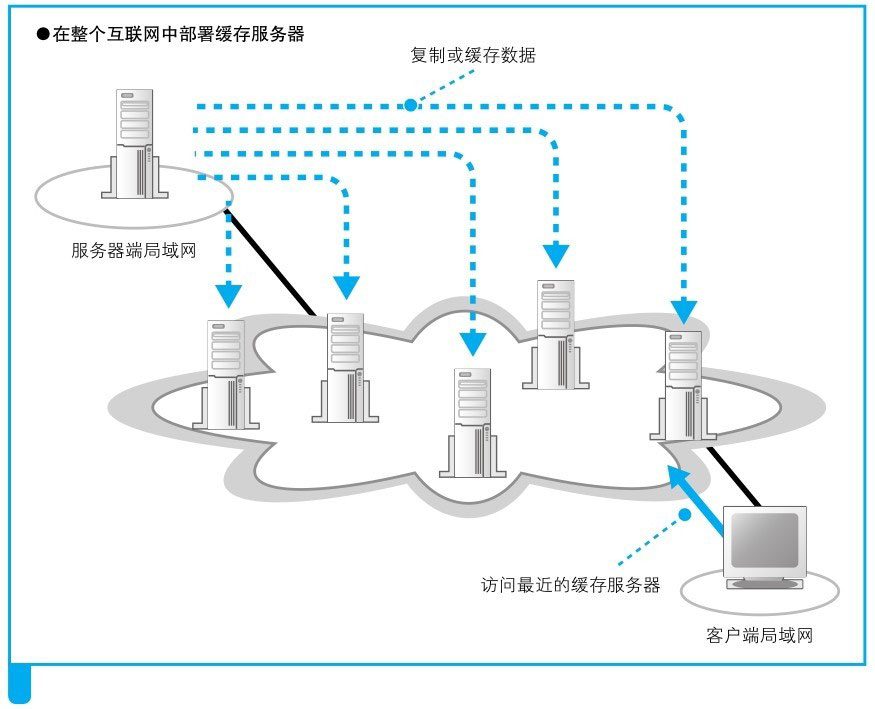 ●在整个互联网中部署缓存服务器
复制或缓存数据
服务器端局域网
访问最近的缓存服务器
客户端局域网